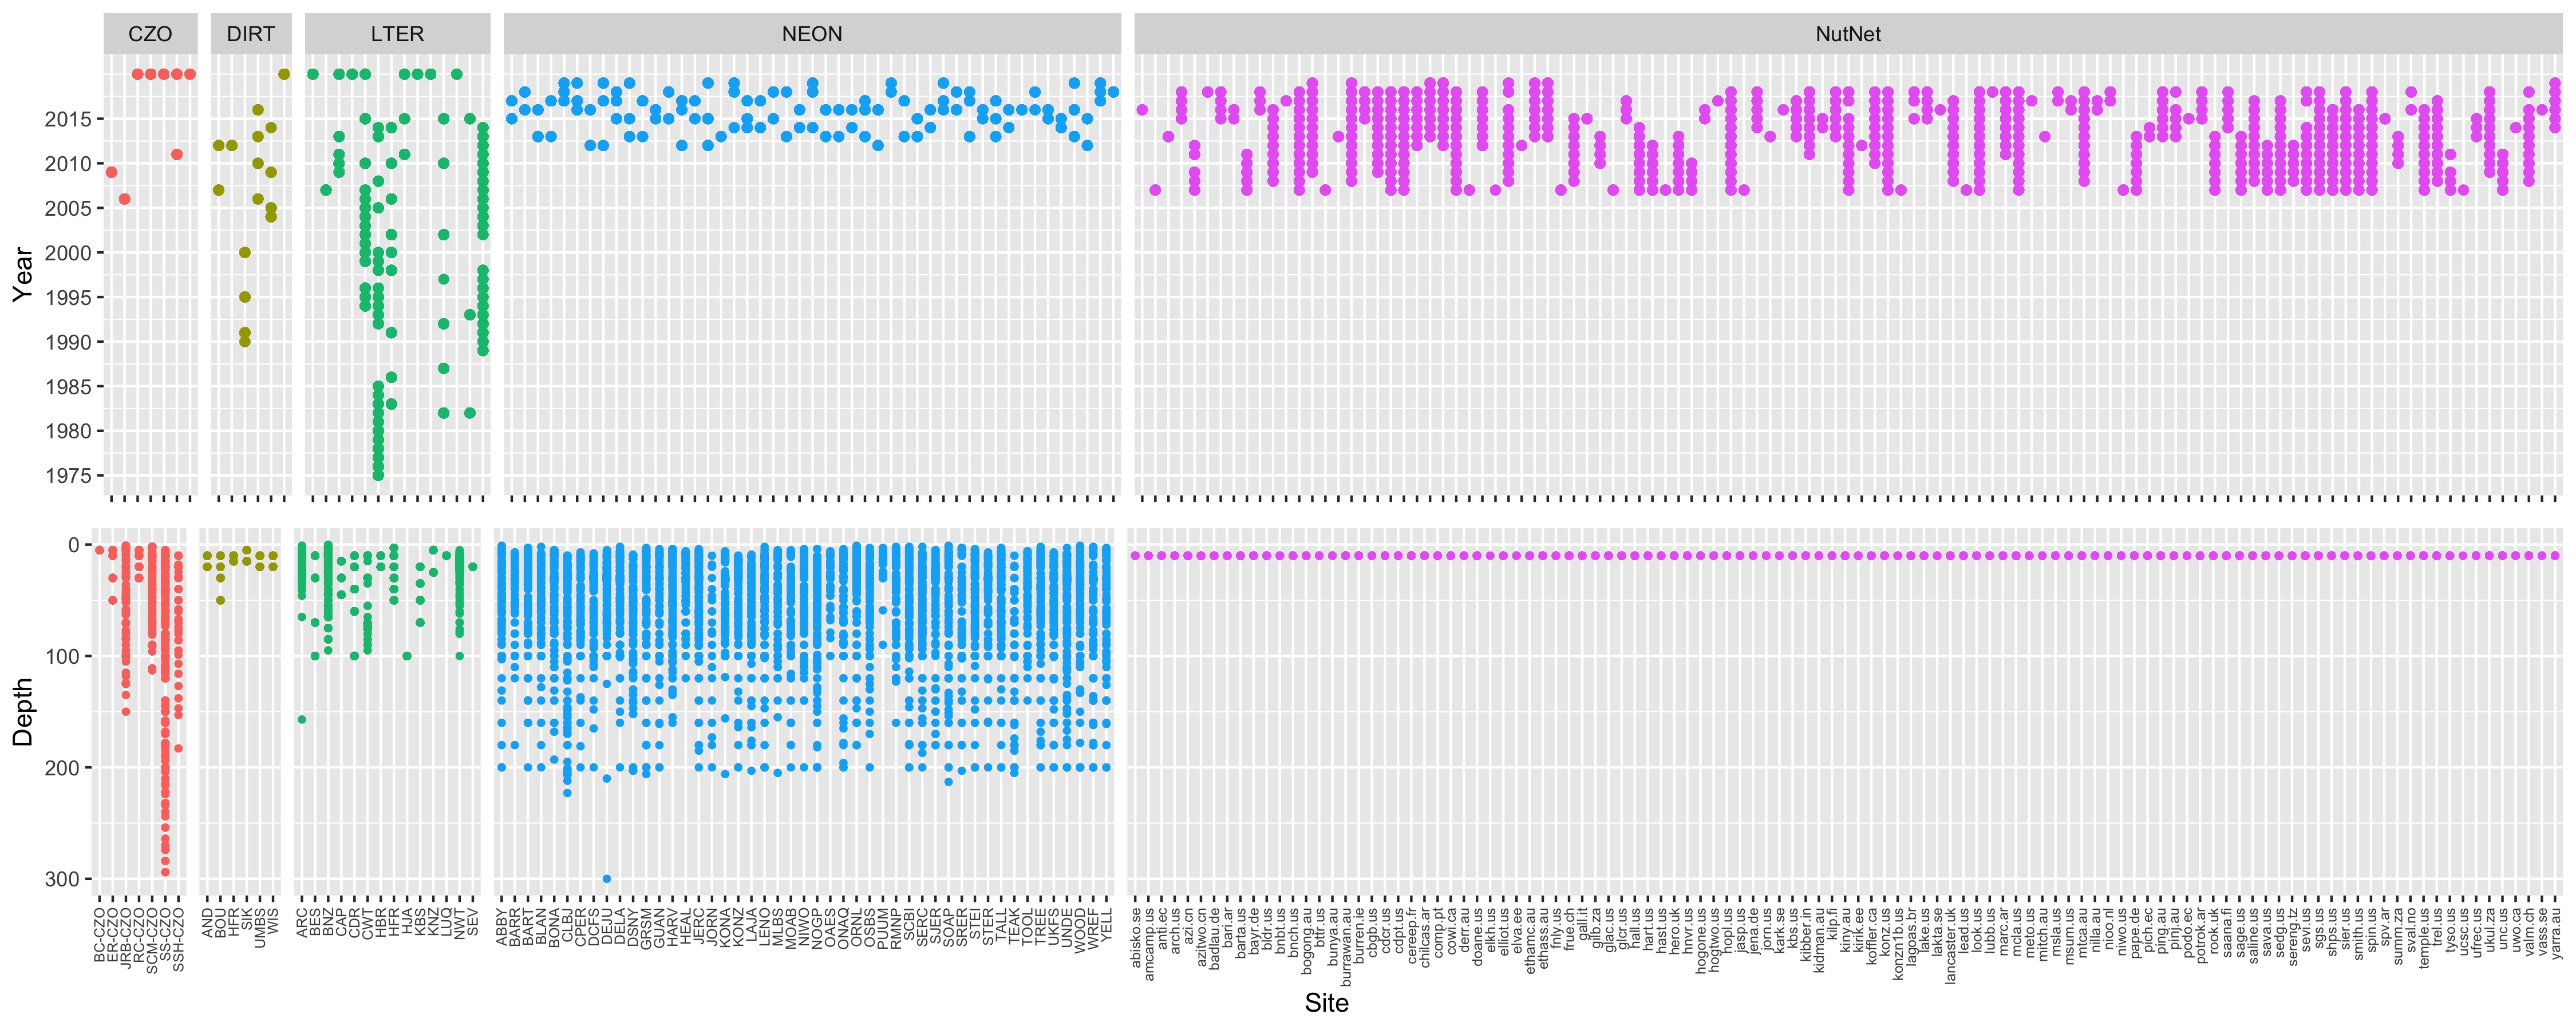 CZO DIRT LTER NEON NutNet
Year
2015
2010
2005
2000
1995
1990
1985
1980
1975
Depth
0
100
200
300
BC-CZO ER-CZO JRB-CZO RC-CZO SCM-CZO SS-CZO SSH-CZO
AND BOU HFR SIK UMBS WIS
ARC BES BNZ CAP CDR CWT HBR HFR HJA KBS KNZ LUQ NWT SEV
ABBY BARR BART BLAN BONA CLBJ CPER DCFS DEJU DELA DSNY GRSM GUAN HARV HEAL JERC JORN KONA KONZ LAJA LENO MLBS MOAB NIWO NOGP OAES ONAQ ORNL OSBS PUUM RMNP SCBI SERC SJER SOAP SRER STEI STER TALL TEAK TOOL TREE UKFS UNDE WOOD WREF YELL
abisko.se amcamp.us anti.ec arch.us azi.cn azitwo.cn badlau.de bari.ar barta.us bayr.de bldr.us bnbt.us bnch.us bogong.au bttr.us bunya.au burrawan.au burren.ie cbgb.us cdcr.us cdpt.us cereep.fr chilcas.ar comp.pt cowi.ca derr.au doane.us elkh.us elliot.us elva.ee ethamc.au ethass.au fnly.us frue.ch gall.it gilb.za glac.us glcr.us hall.us hart.us hast.us hero.uk hnvr.us hogone.us hogtwo.us hopl.us jasp.us jena.de jorn.us kark.se kbs.us kiber.in kidman.au kilp.fi kiny.au kirik.ee koffler.ca konz.us konzn1b.us lagoas.br lake.us lakta.se lancaster.uk lead.us look.us lubb.us marc.ar mcla.us melo.us mitch.au msla.us msum.us mtca.au nilla.au nioo.nl niwo.us pape.de pich.ec ping.au pinj.au podo.ec potrok.ar rook.uk saana.fi sage.us saline.us sava.us sedg.us sereng.tz sevi.us sgs.us shps.us sier.us smith.us spin.us spv.ar summ.za sval.no temple.us trel.us tyso.us ucsc.us ufrec.us ukul.za unc.us uwo.ca valm.ch vass.se yarra.au
Site